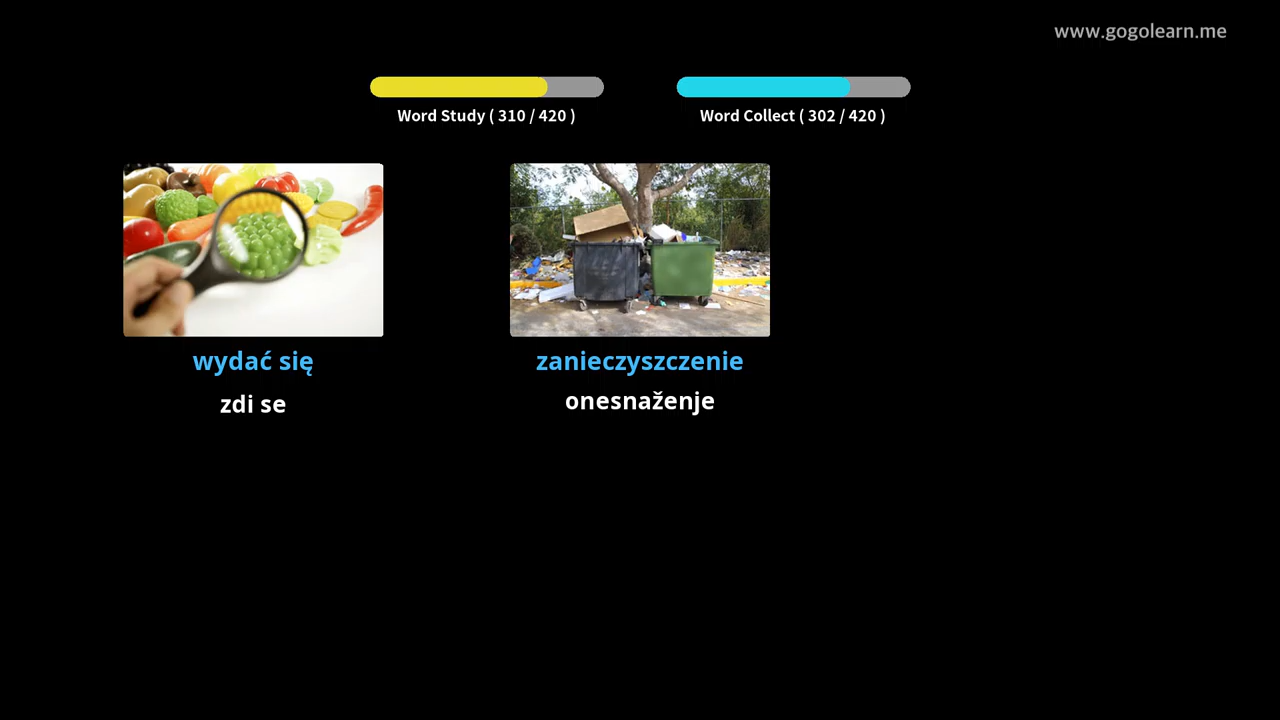 www.gogolearn.me
Word Study ( 310 / 420 )
Word Collect ( 302 / 420 )
wydać się
zanieczyszczenie
zdi se
onesnaženje